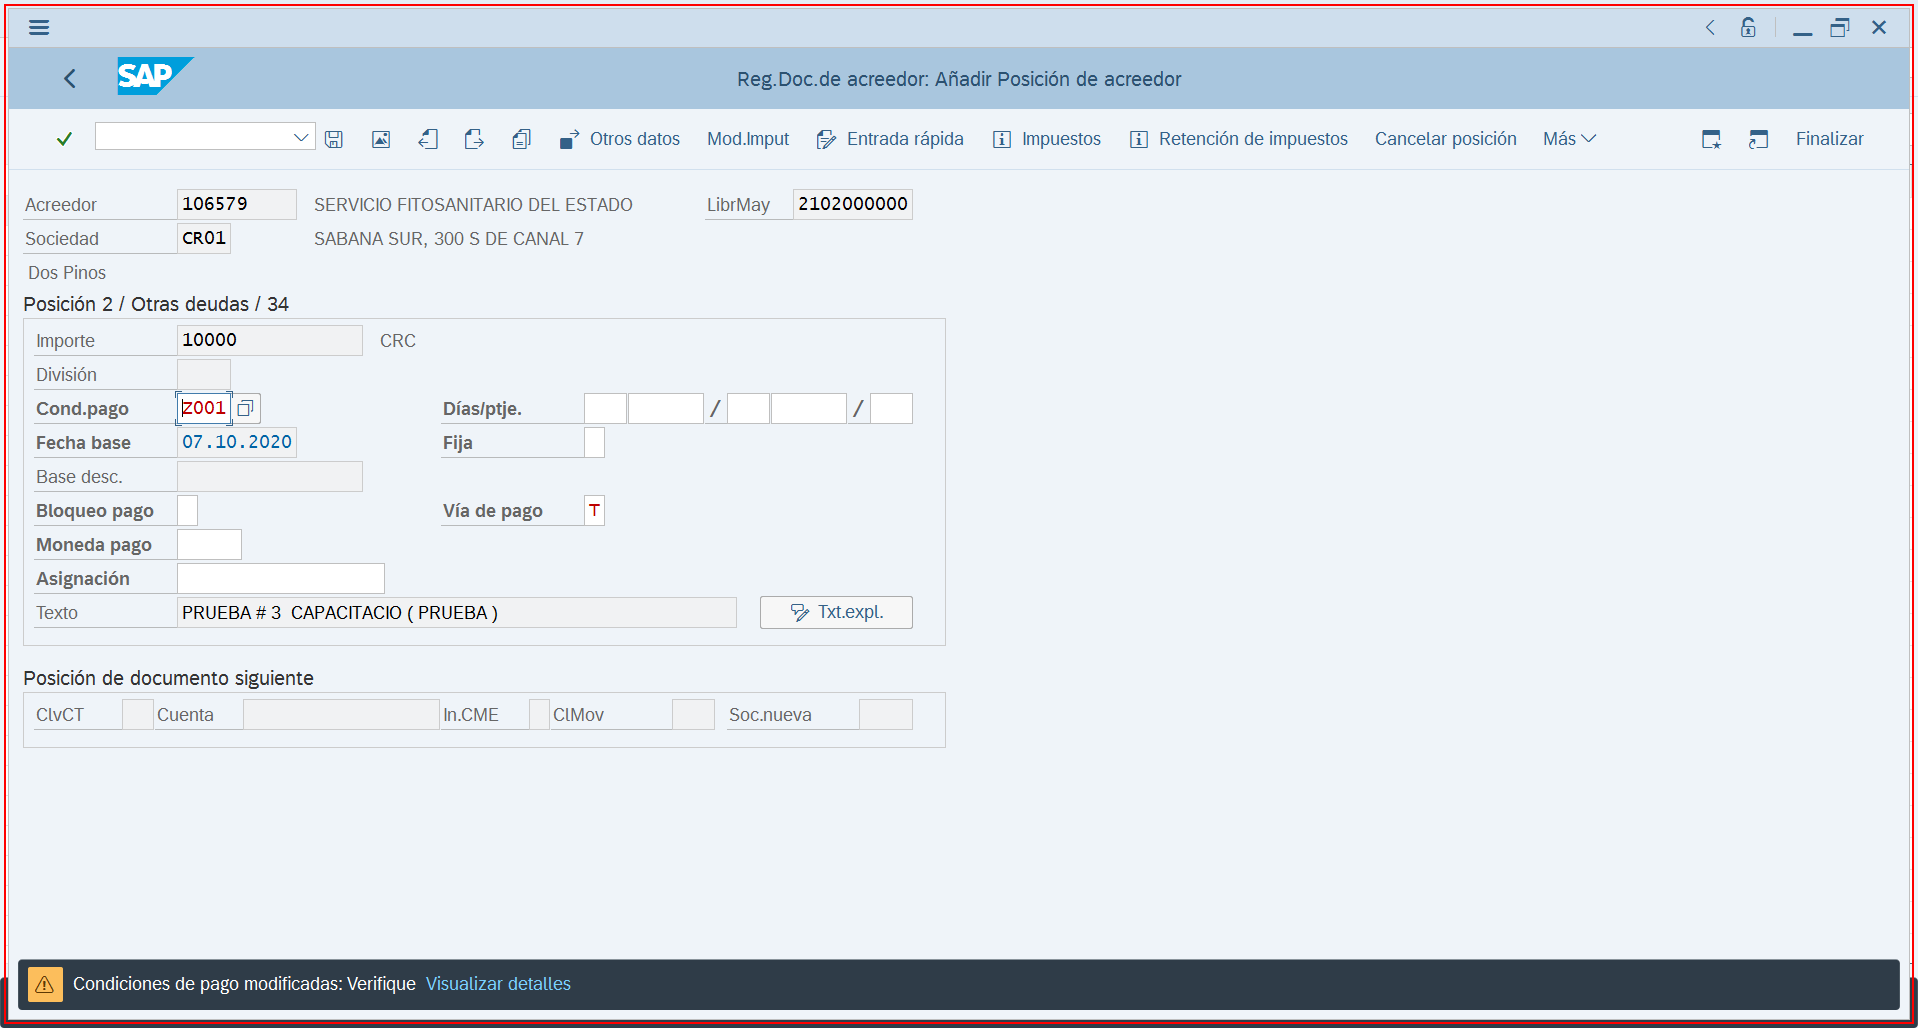 SAP
Reg.Doc.de acreedor: Añadir Posición de acreedor
Otros datos Mod.Imput Entrada rápida Impuestos Retención de impuestos Cancelar posición Más Finalizar
Acreedor 106579 SERVICIO FITOSANITARIO DEL ESTADO LibrMay 2102000000
Sociedad CR01 SABANA SUR, 300 S DE CANAL 7
Dos Pinos
Posición 2 / Otras deudas / 34
Importe 10000 CRC
División
Cond.pago Z001 Días/ptje. / /
Fecha base 07.10.2020 Fija
Base desc.
Bloqueo pago Vía de pago T
Moneda pago
Asignación
Texto PRUEBA # 3 CAPACITACIO ( PRUEBA ) Txt.expl.
Posición de documento siguiente
ClvCT Cuenta In.CME ClMov Soc.nueva
Condiciones de pago modificadas: Verifique Visualizar detalles